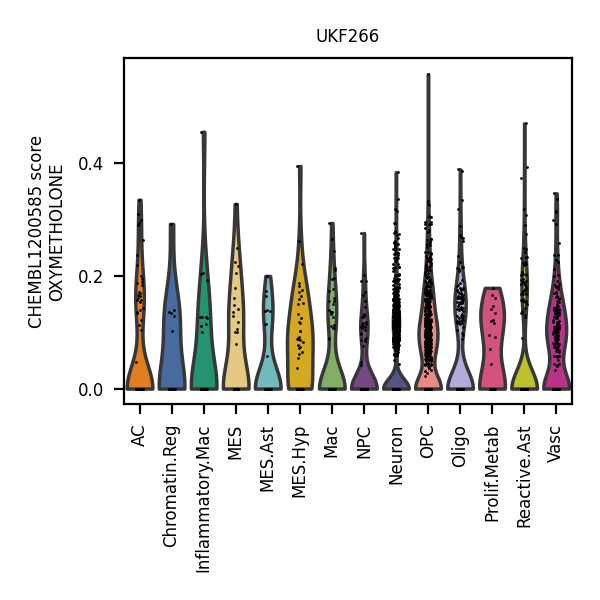 UKF266
CHEMBL1200585 score
OXYMETHOLONE
0.4
0.2
0.0
AC
Chromatin.Reg
Inflammatory.Mac
MES
MES.Ast
MES.Hyp
Mac
NPC
Neuron
OPC
Oligo
Prolif.Metab
Reactive.Ast
Vasc